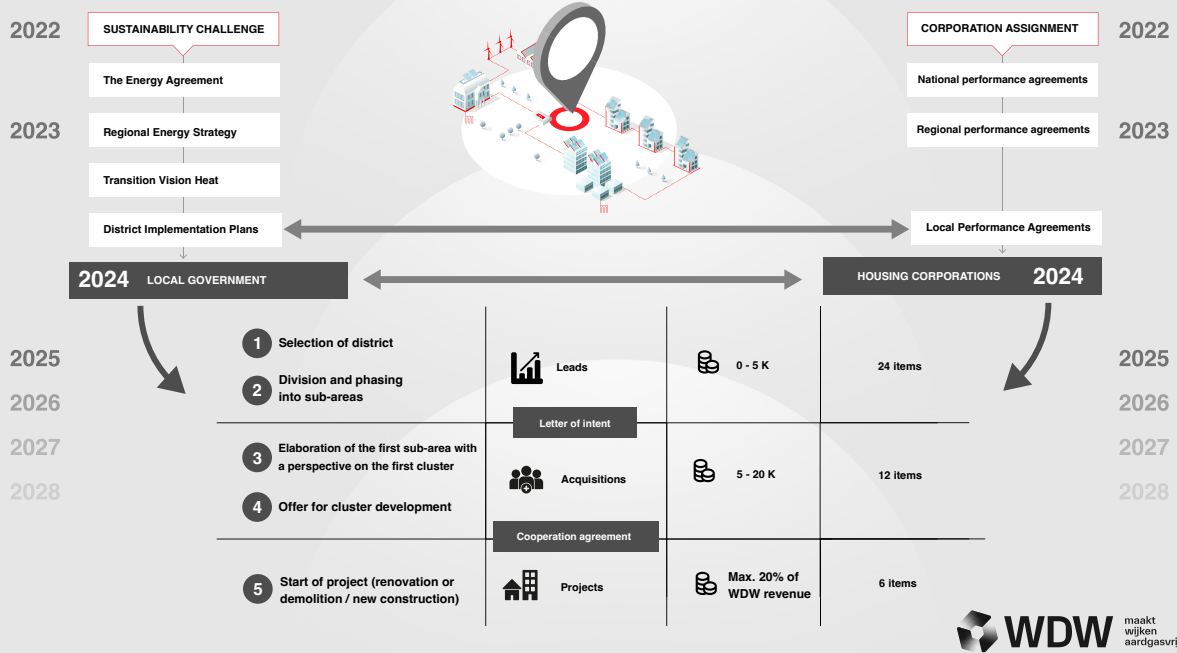 2022
SUSTAINABILITY CHALLENGE
The Energy Agreement
2023
Regional Energy Strategy
Transition Vision Heat
District Implementation Plans
2024 LOCAL GOVERNMENT
CORPORATION ASSIGNMENT
2022
National performance agreements
Regional performance agreements
2023
Local Performance Agreements
HOUSING CORPORATIONS 2024
2025
2026
2027
2028
1 Selection of district
2 Division and phasing
into sub-areas
Leads
0 - 5 K
24 items
Letter of intent
3 Elaboration of the first sub-area with
a perspective on the first cluster
4 Offer for cluster development
Acquisitions
5 - 20 K
12 items
Cooperation agreement
5 Start of project (renovation or
demolition / new construction)
Projects
Max. 20% of
WDW revenue
6 items
2025
2026
2027
2028
WDW
maakt
wijken
aardgasvrij